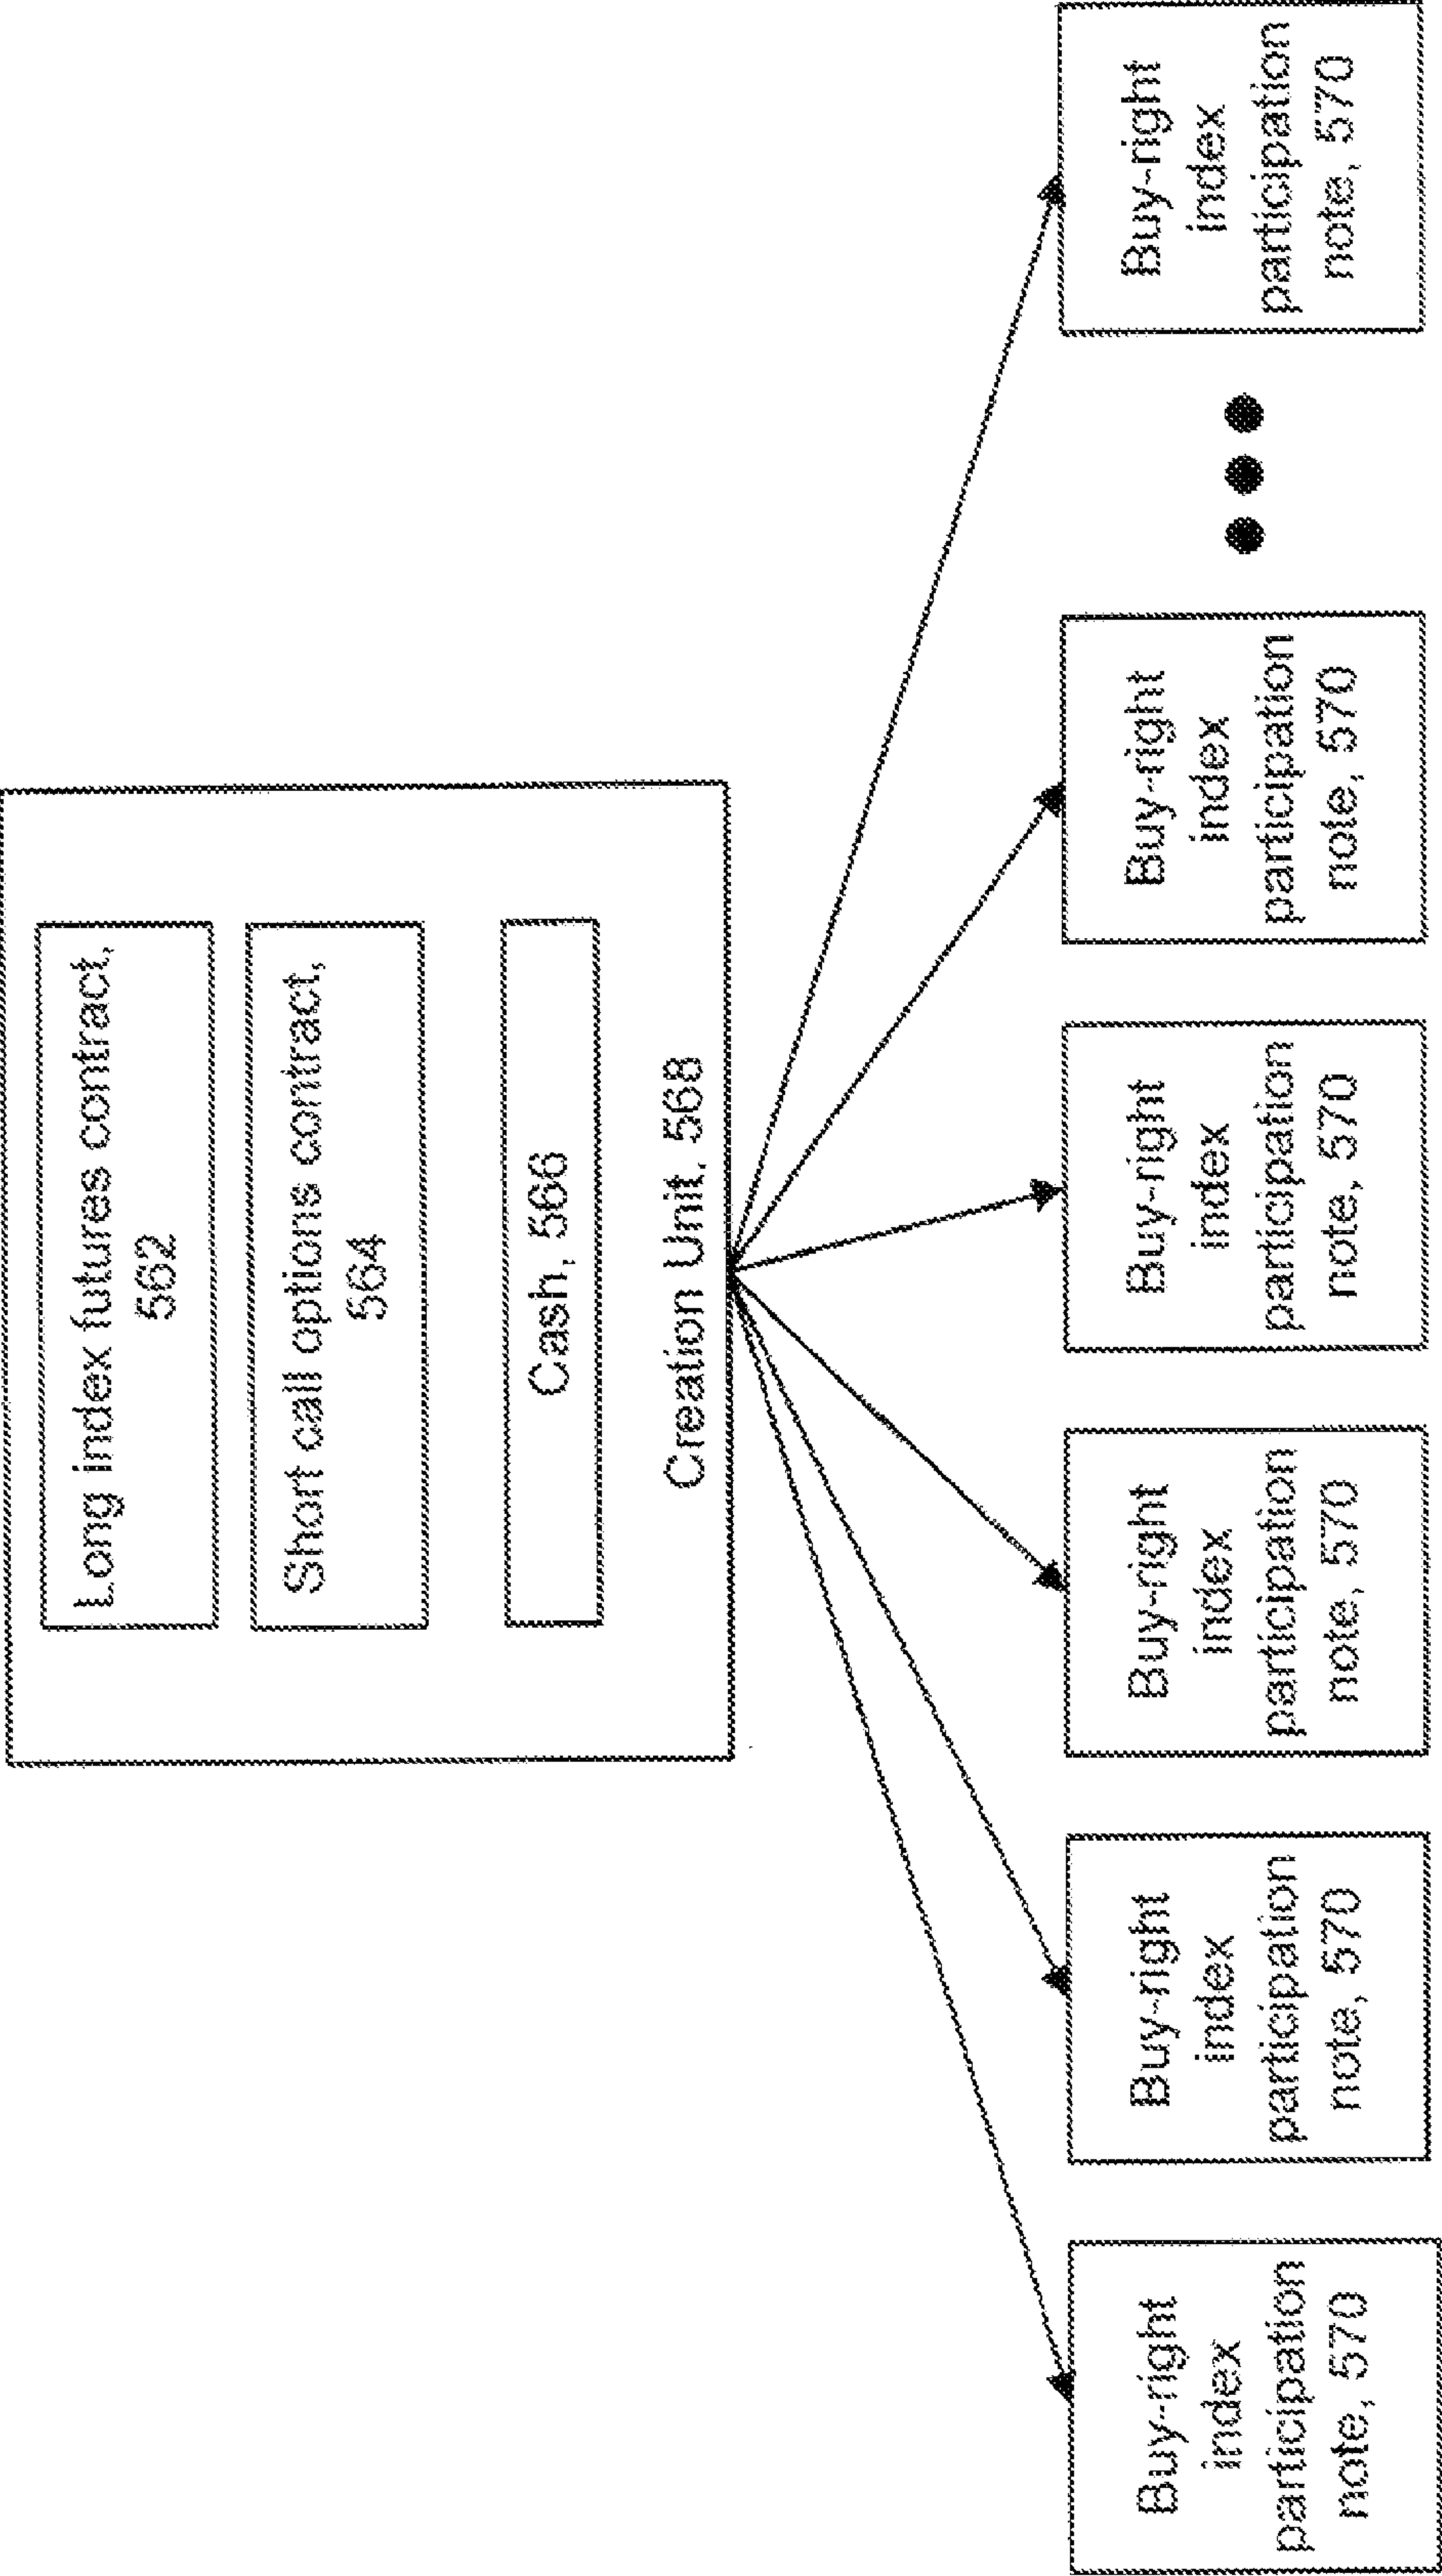 Long index futures contract,
562
Short call options contract,
564
Cash, 566
Creation Unit, 568
Buy-right
index
participation
note, 570
Buy-right
index
participation
note, 570
Buy-right
index
participation
note, 570
Buy-right
index
participation
note, 570
Buy-right
index
participation
note, 570
Buy-right
index
participation
note, 570